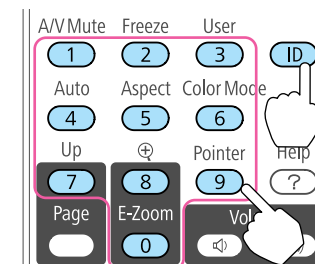 A/V Mute Freeze User
1 2 3 ID
Auto Aspect Color Mode
4 5 6
Up Pointer Help
7 8 9 ?
Page E-Zoom Vol
0